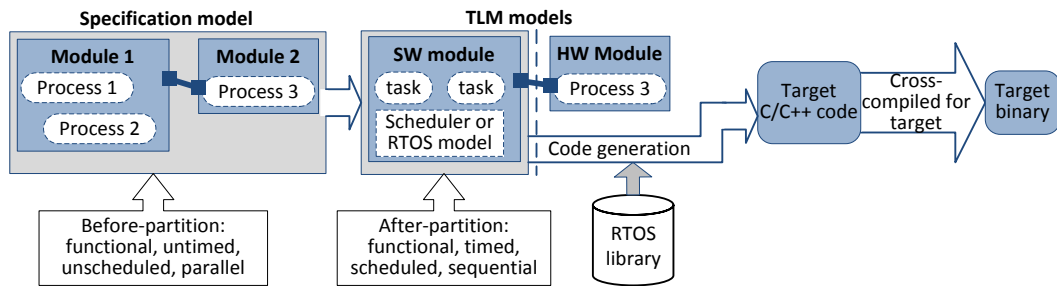 Specification model
TLM models
Module 1
Process 1
Process 2
Module 2
Process 3
SW module
task
task
Scheduler or
RTOS model
HW Module
Process 3
Code generation
Target
C/C++ code
Cross-
compiled for
target
Target
binary
Before-partition:
functional, untimed,
unscheduled, parallel
After-partition:
functional, timed,
scheduled, sequential
RTOS
library